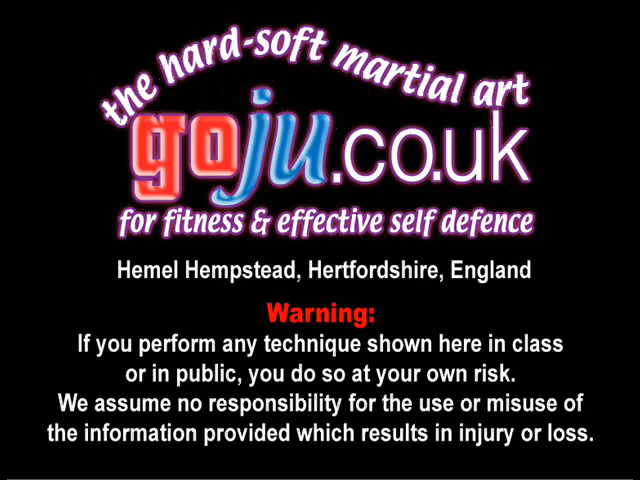 the hard-soft martial art
goju.co.uk
for fitness & effective self defence
Hemel Hempstead, Hertfordshire, England
Warning:
If you perform any technique shown here in class
or in public, you do so at your own risk.
We assume no responsibility for the use or misuse of
the information provided which results in injury or loss.